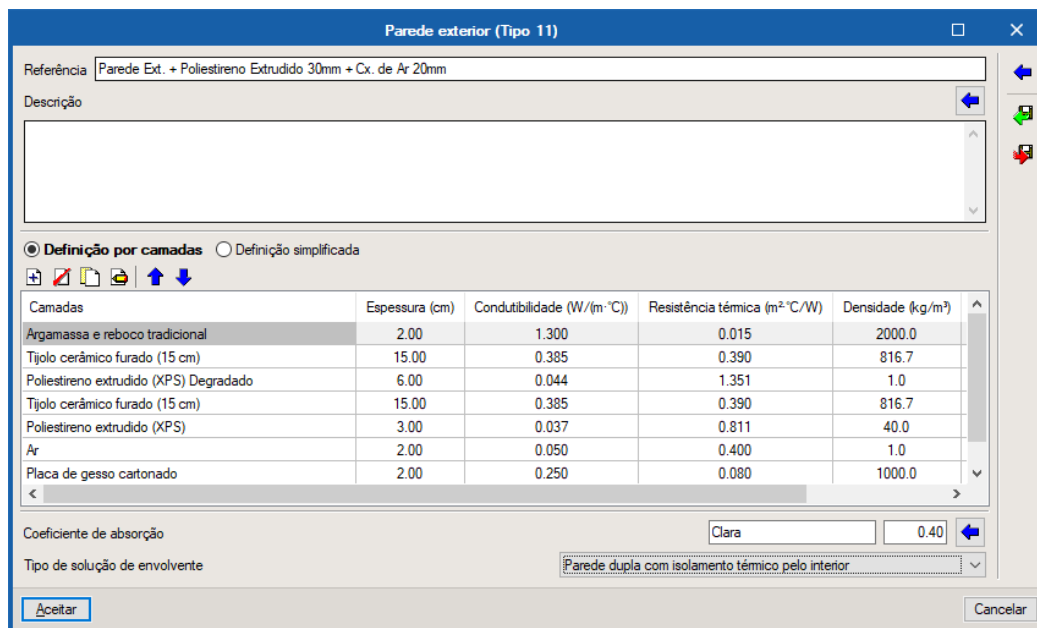 Parede exterior (Tipo 11)
Referência Parede Ext. + Poliestireno Extrudido 30mm + Cx. de Ar 20mm
Descrição
Definição por camadas Definição simplificada
Camadas Espessura (cm) Condutibilidade (W/(m·°C)) Resistência térmica (m²·°C/W) Densidade (kg/m³)
Argamassa e reboco tradicional 2.00 1.300 0.015 2000.0
Tijolo cerâmico furado (15 cm) 15.00 0.385 0.390 816.7
Poliestireno extrudido (XPS) Degradado 6.00 0.044 1.351 1.0
Tijolo cerâmico furado (15 cm) 15.00 0.385 0.390 816.7
Poliestireno extrudido (XPS) 3.00 0.037 0.811 40.0
Ar 2.00 0.050 0.400 1.0
Placa de gesso cartonado 2.00 0.250 0.080 1000.0
Coeficiente de absorção Clara 0.40
Tipo de solução de envolvente Parede dupla com isolamento térmico pelo interior
Aceitar Cancelar